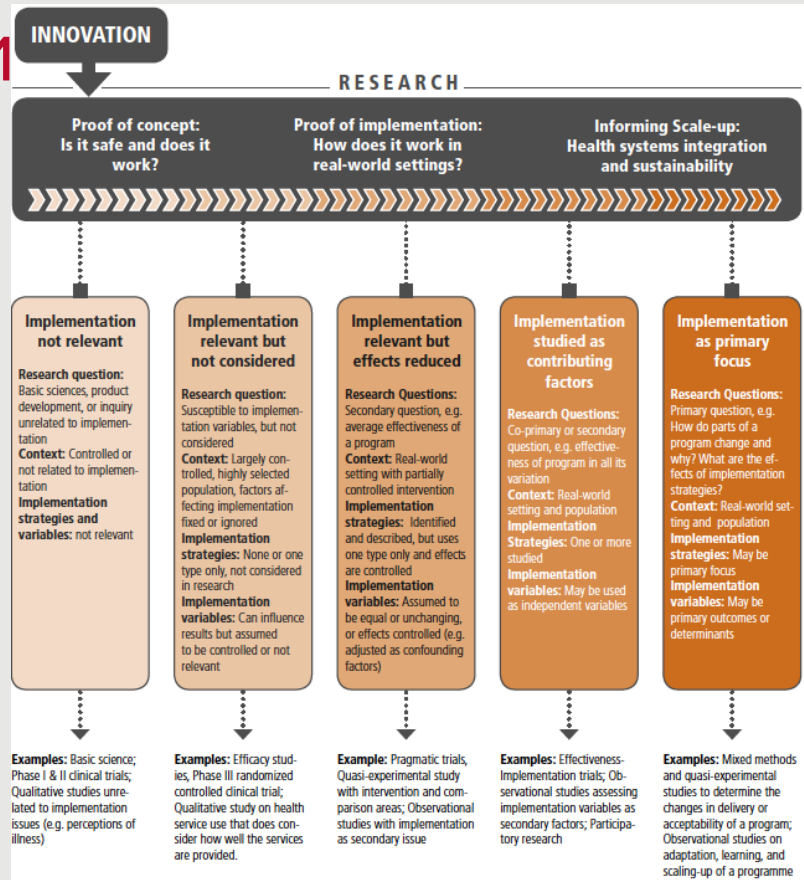 1
INNOVATION
RESEARCH
Proof of concept:
Is it safe and does it
work?
Proof of implementation:
How does it work in
real-world settings?
Informing Scale-up:
Health systems integration
and sustainability
Implementation
not relevant
Research question:
Basic sciences, product
development, or inquiry
unrelated to implemen-
tation
Context: Controlled or
not related to implemen-
tation
Implementation
strategies and
variables: not relevant
Implementation
relevant but
not considered
Research question:
Susceptible to implemen-
tation variables, but not
considered
Context: Largely con-
trolled, highly selected
population, factors af-
fecting implementation
fixed or ignored
Implementation
strategies: None or one
type only, not considered
in research
Implementation
variables: Can influence
results but assumed
to be controlled or not
relevant
Implementation
relevant but
effects reduced
Research Questions:
Secondary question, e.g.
average effectiveness of
a program
Context: Real-world
setting with partially
controlled intervention
Implementation
strategies: Identified
and described, but uses
one type only and effects
are controlled
Implementation
variables: Assumed to
be equal or unchanging,
or effects controlled (e.g.
adjusted as confounding
factors)
Implementation
studied as
contributing
factors
Research Questions:
Co-primary or secondary
question, e.g. effective-
ness of program in all its
variation
Context: Real-world
setting and population
Implementation
Strategies: One or more
studied
Implementation
variables: May be used
as independent variables
Implementation
as primary
focus
Research Questions:
Primary question, e.g.
How do parts of a
program change and
why? What are the ef-
fects of implementation
strategies?
Context: Real-world set-
ting and population
Implementation
strategies: May be
primary focus
Implementation
variables: May be
primary outcomes or
determinants
Examples: Basic science;
Phase I & II clinical trials;
Qualitative studies unre-
lated to implementation
issues (e.g. perceptions of
illness)
Examples: Efficacy stud-
ies, Phase III randomized
controlled clinical trial;
Qualitative study on health
service use that does con-
sider how well the services
are provided.
Example: Pragmatic trials,
Quasi-experimental study
with intervention and com-
parison areas; Observational
studies with implementation
as secondary issue
Examples: Effectiveness-
Implementation trials; Ob-
servational studies assessing
implementation variables as
secondary factors; Participa-
tory research
Examples: Mixed methods
and quasi-experimental
studies to determine the
changes in delivery or
acceptability of a program;
Observational studies on
adaptation, learning, and
scaling-up of a programme